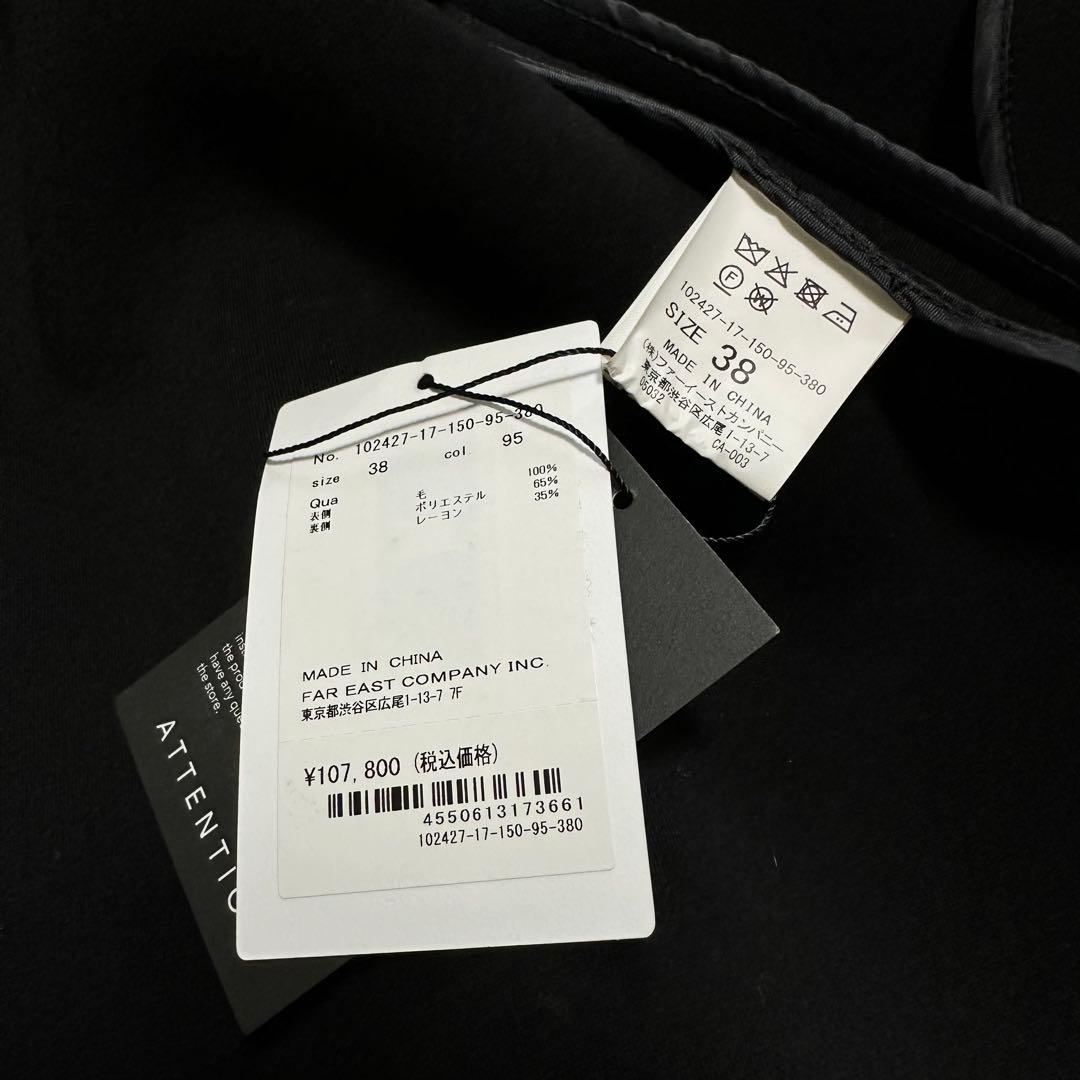 102427-17-150-95-380
SIZE 38
MADE IN CHINA
(株)ファーイーストカンパニー
東京都渋谷区広尾1-13-7
05032 CA-003
F
W
No. 102427-17-150-95-380
size 38 col. 95
Qua
表側 毛 100%
裏側 ポリエステル 65%
レーヨン 35%
MADE IN CHINA
FAR EAST COMPANY INC.
東京都渋谷区広尾1-13-7 7F
¥107,800 (税込価格)
4550613173661
102427-17-150-95-380
the
have any
the store.
ATTENTIO